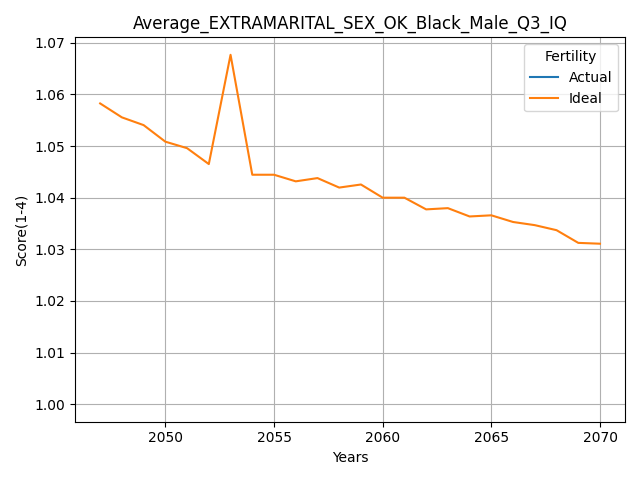 Average_EXTRAMARITAL_SEX_OK_Black_Male_Q3_IQ
Fertility
Actual
Ideal
Score(1-4)
1.07
1.06
1.05
1.04
1.03
1.02
1.01
1.00
2050 2055 2060 2065 2070
Years